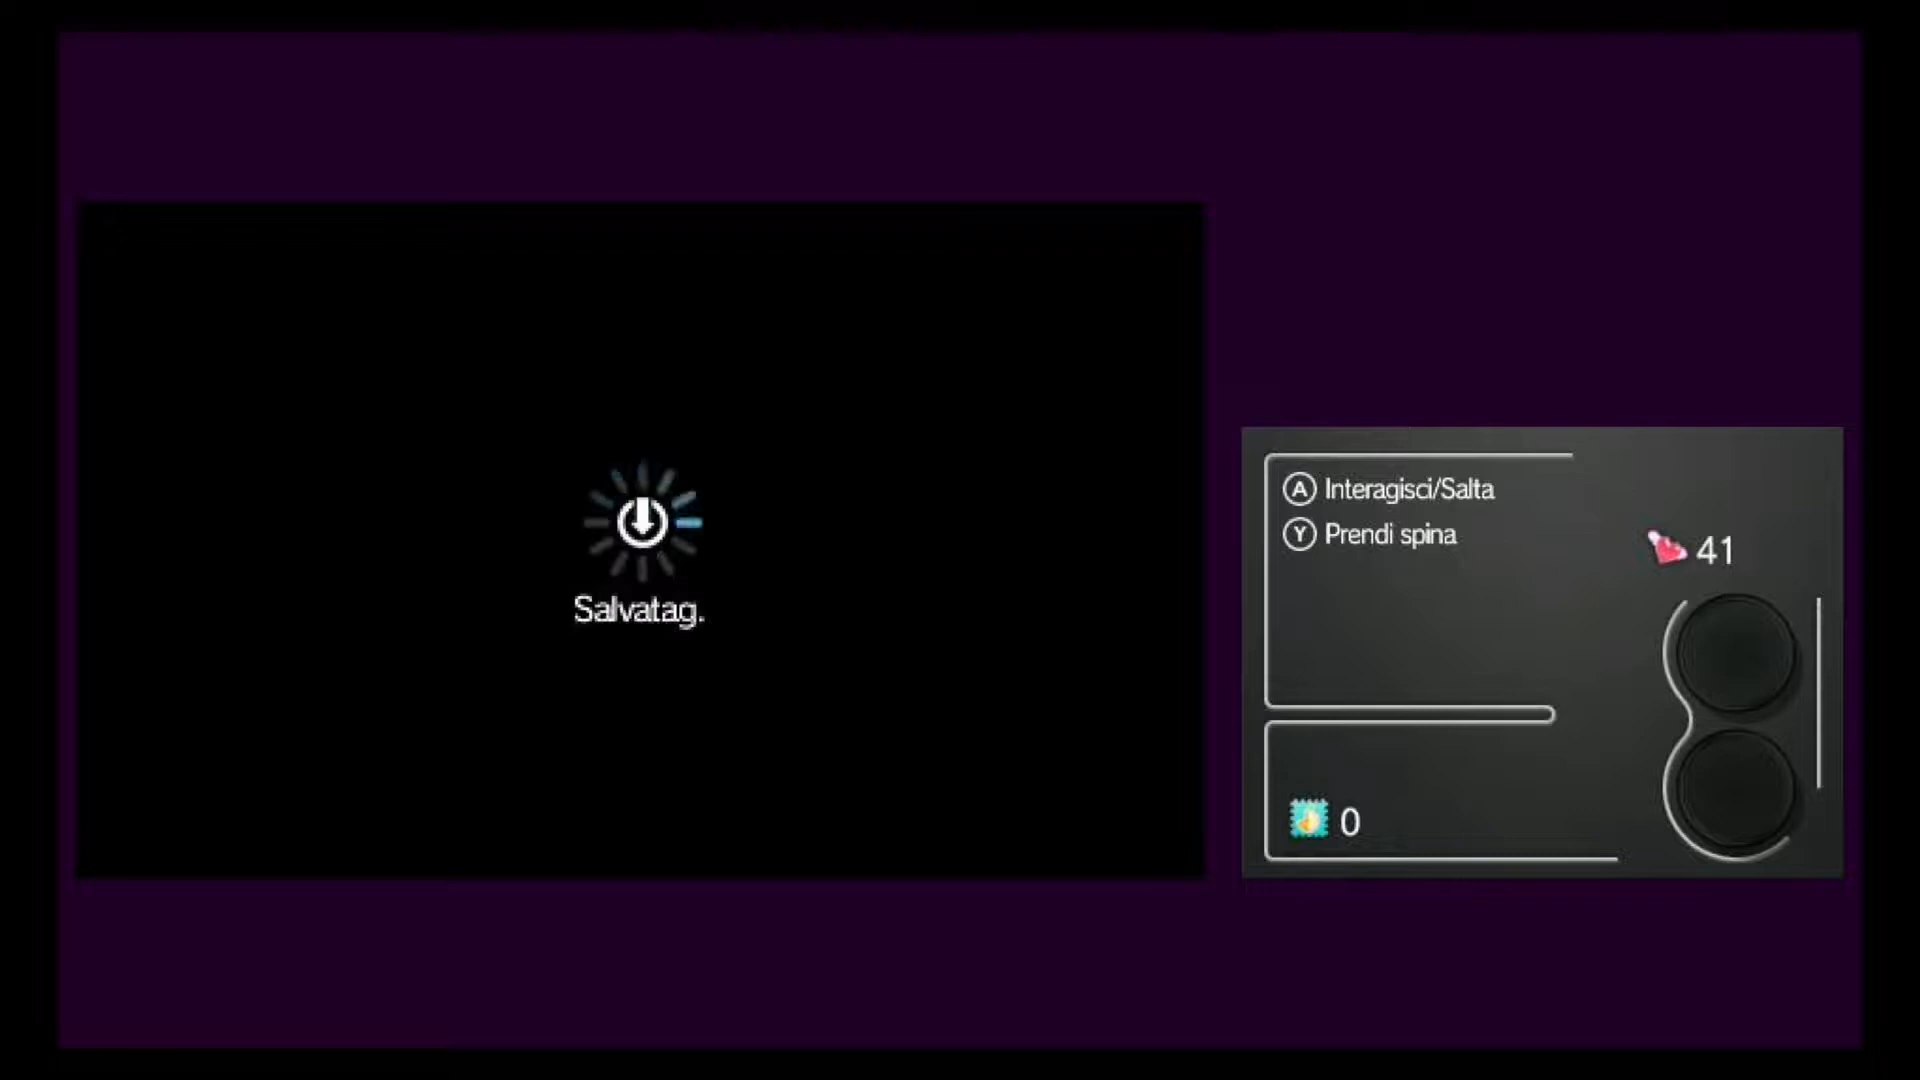 Salvatag.
A Interagisci/Salta
Y Prendi spina
41
0